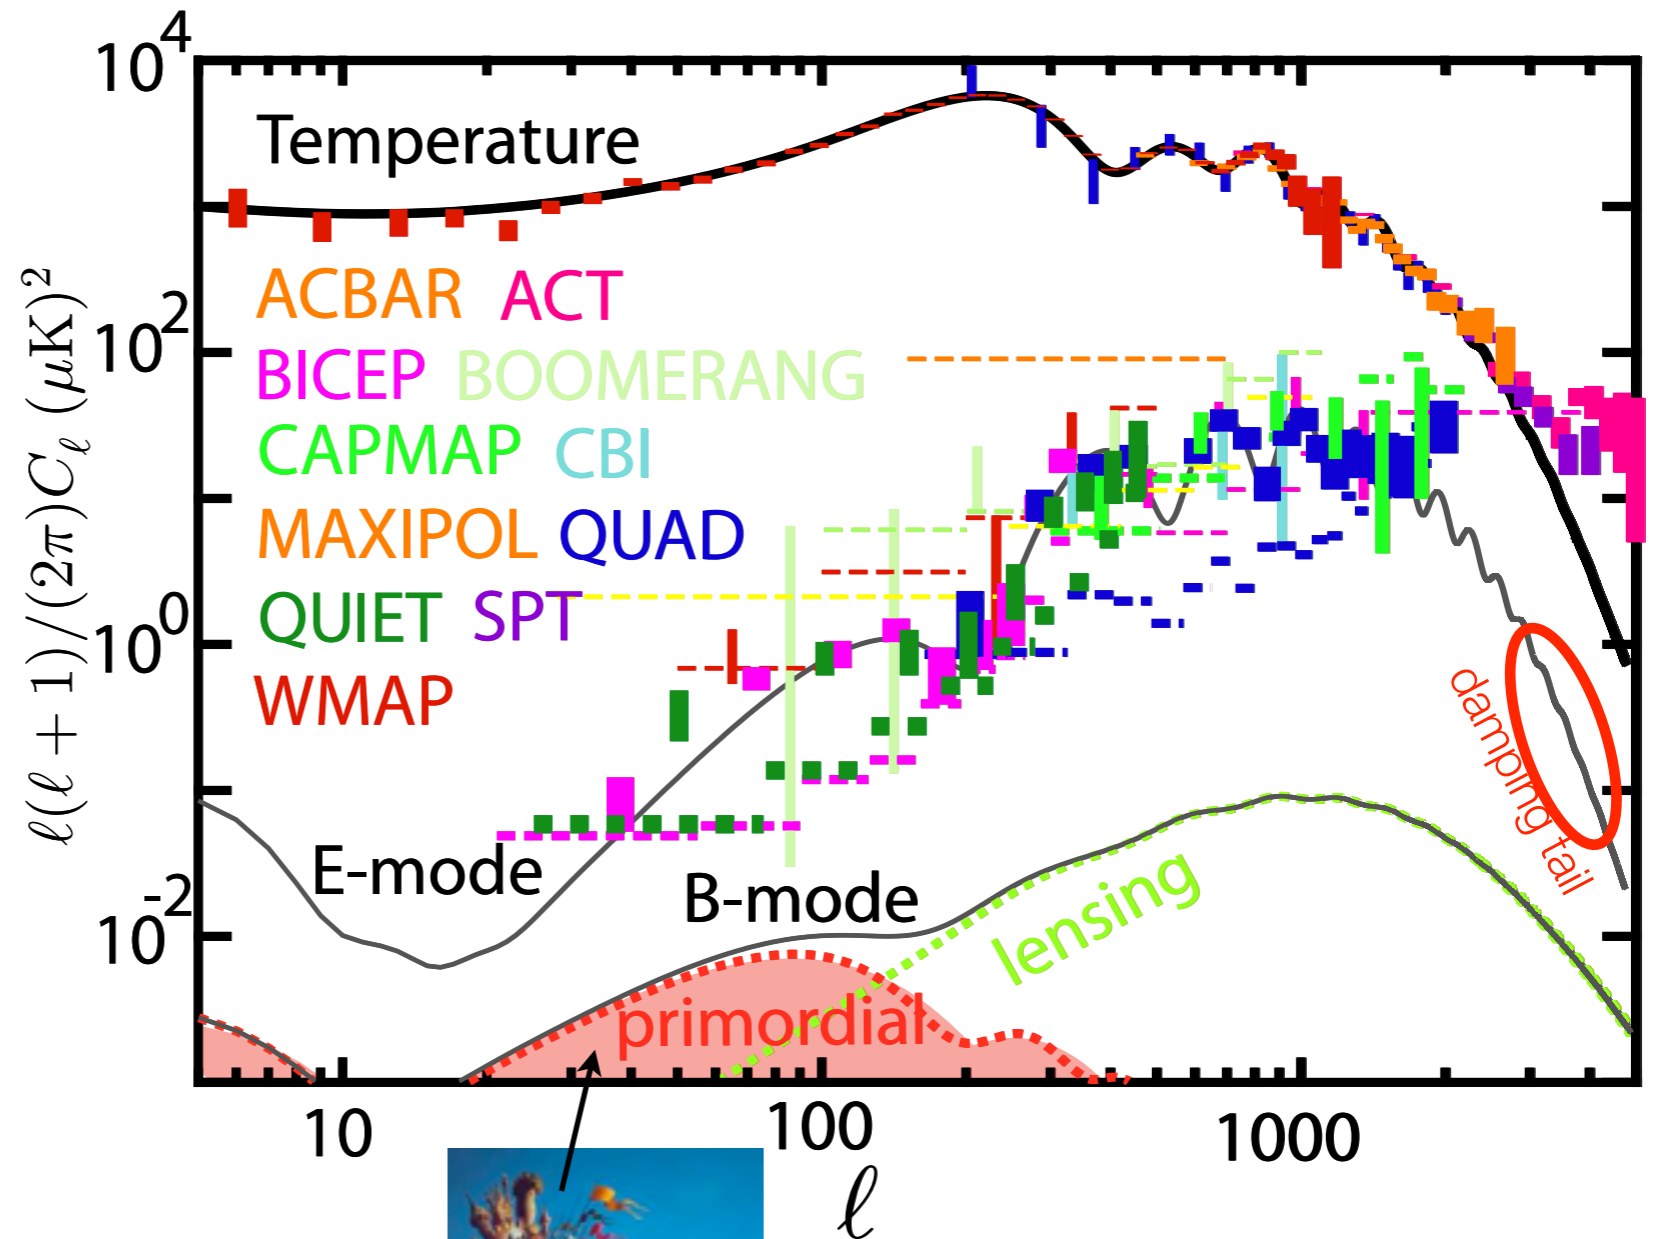 10^4
Temperature
ACBAR ACT
10^2
BICEP BOOMERANG
CAPMAP CBI
MAXIPOL QUAD
QUIET SPT
10^0
WMAP
ℓ(ℓ + 1)/(2π)C_ℓ (μK)^2
damping tail
E-mode
B-mode
lensing
10^-2
primordial
10 100 1000
ℓ